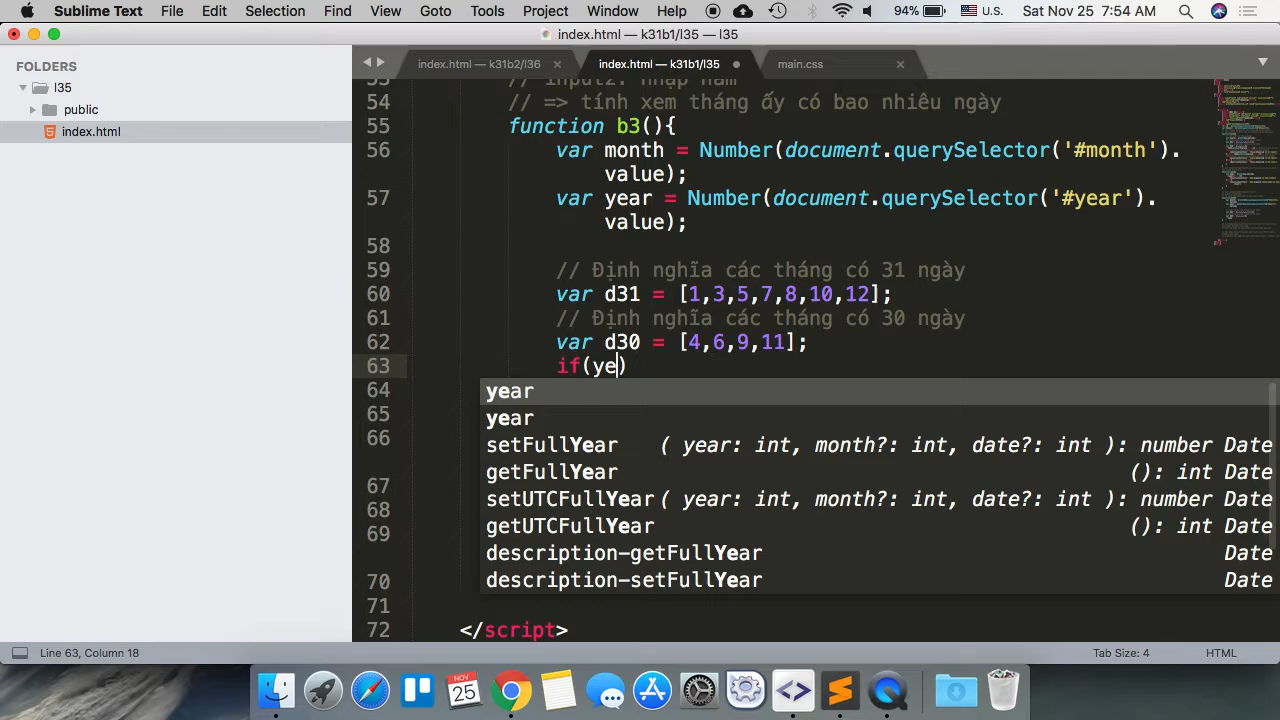 Sublime Text File Edit Selection Find View Goto Tools Project Window Help 94% U.S. Sat Nov 25 7:54 AM
index.html — k31b1/l35 — l35
FOLDERS
l35
public
index.html
index.html — k31b2/l36 × index.html — k31b1/l35 main.css ×
53 // input2: nhập năm
54 // => tính xem tháng ấy có bao nhiêu ngày
55 function b3(){
56 var month = Number(document.querySelector('#month').
value);
57 var year = Number(document.querySelector('#year').
value);
58
59 // Định nghĩa các tháng có 31 ngày
60 var d31 = [1,3,5,7,8,10,12];
61 // Định nghĩa các tháng có 30 ngày
62 var d30 = [4,6,9,11];
63 if(ye)
64 year
65 year
66 setFullYear ( year: int, month?: int, date?: int ): number Date
getFullYear (): int Date
67 setUTCFullYear ( year: int, month?: int, date?: int ): number Date
68 getUTCFullYear (): int Date
69 description-getFullYear Date
70 description-setFullYear Date
71
72 </script>
Line 63, Column 18 Tab Size: 4 HTML
NOV
25